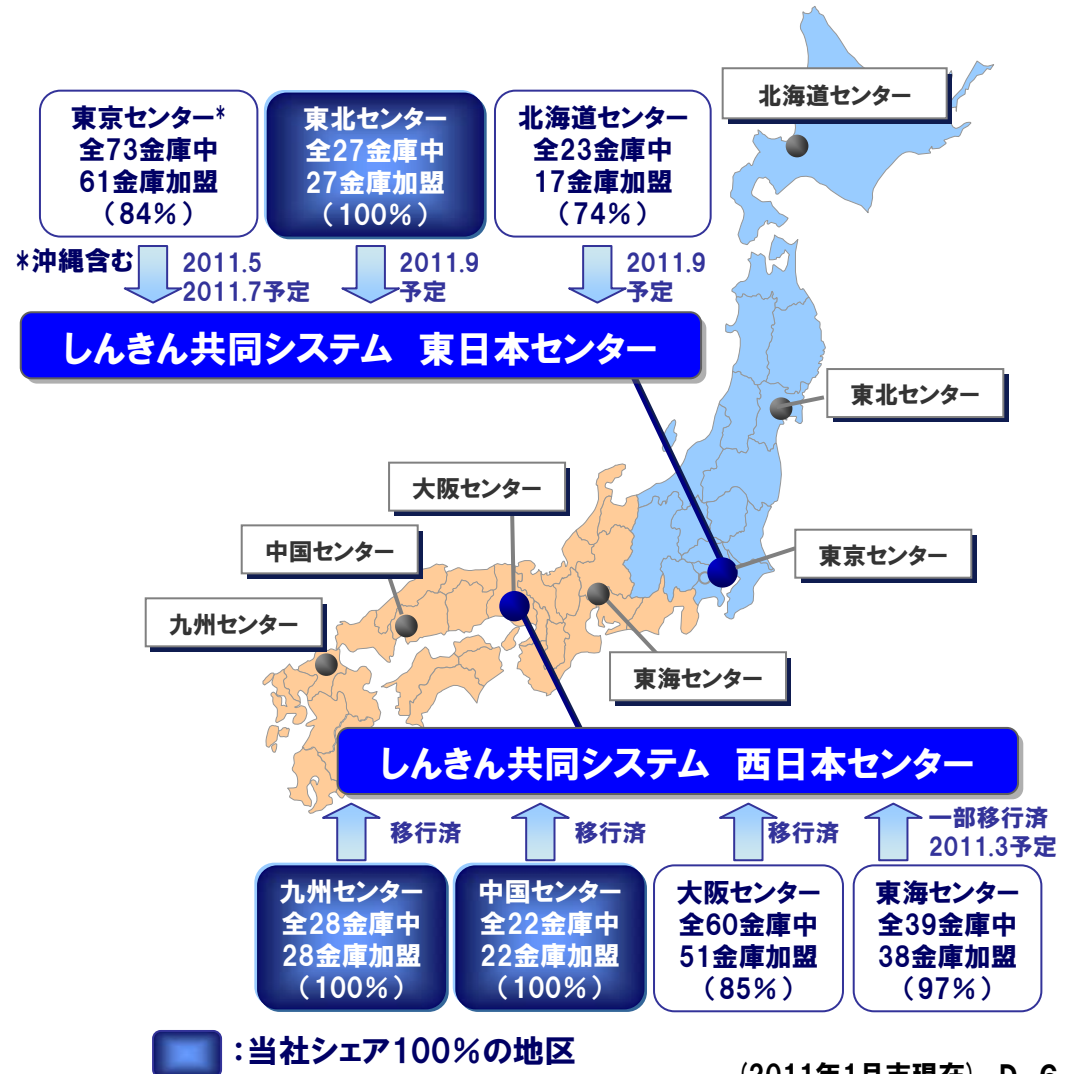 北海道センター
東京センター*
全73金庫中
61金庫加盟
(84%)
東北センター
全27金庫中
27金庫加盟
(100%)
北海道センター
全23金庫中
17金庫加盟
(74%)
*沖縄含む
2011.5
2011.7予定
2011.9
予定
2011.9
予定
しんきん共同システム 東日本センター
東北センター
大阪センター
中国センター
東京センター
九州センター
東海センター
しんきん共同システム 西日本センター
移行済
移行済
移行済
一部移行済
2011.3予定
九州センター
全28金庫中
28金庫加盟
(100%)
中国センター
全22金庫中
22金庫加盟
(100%)
大阪センター
全60金庫中
51金庫加盟
(85%)
東海センター
全39金庫中
38金庫加盟
(97%)
:当社シェア100%の地区